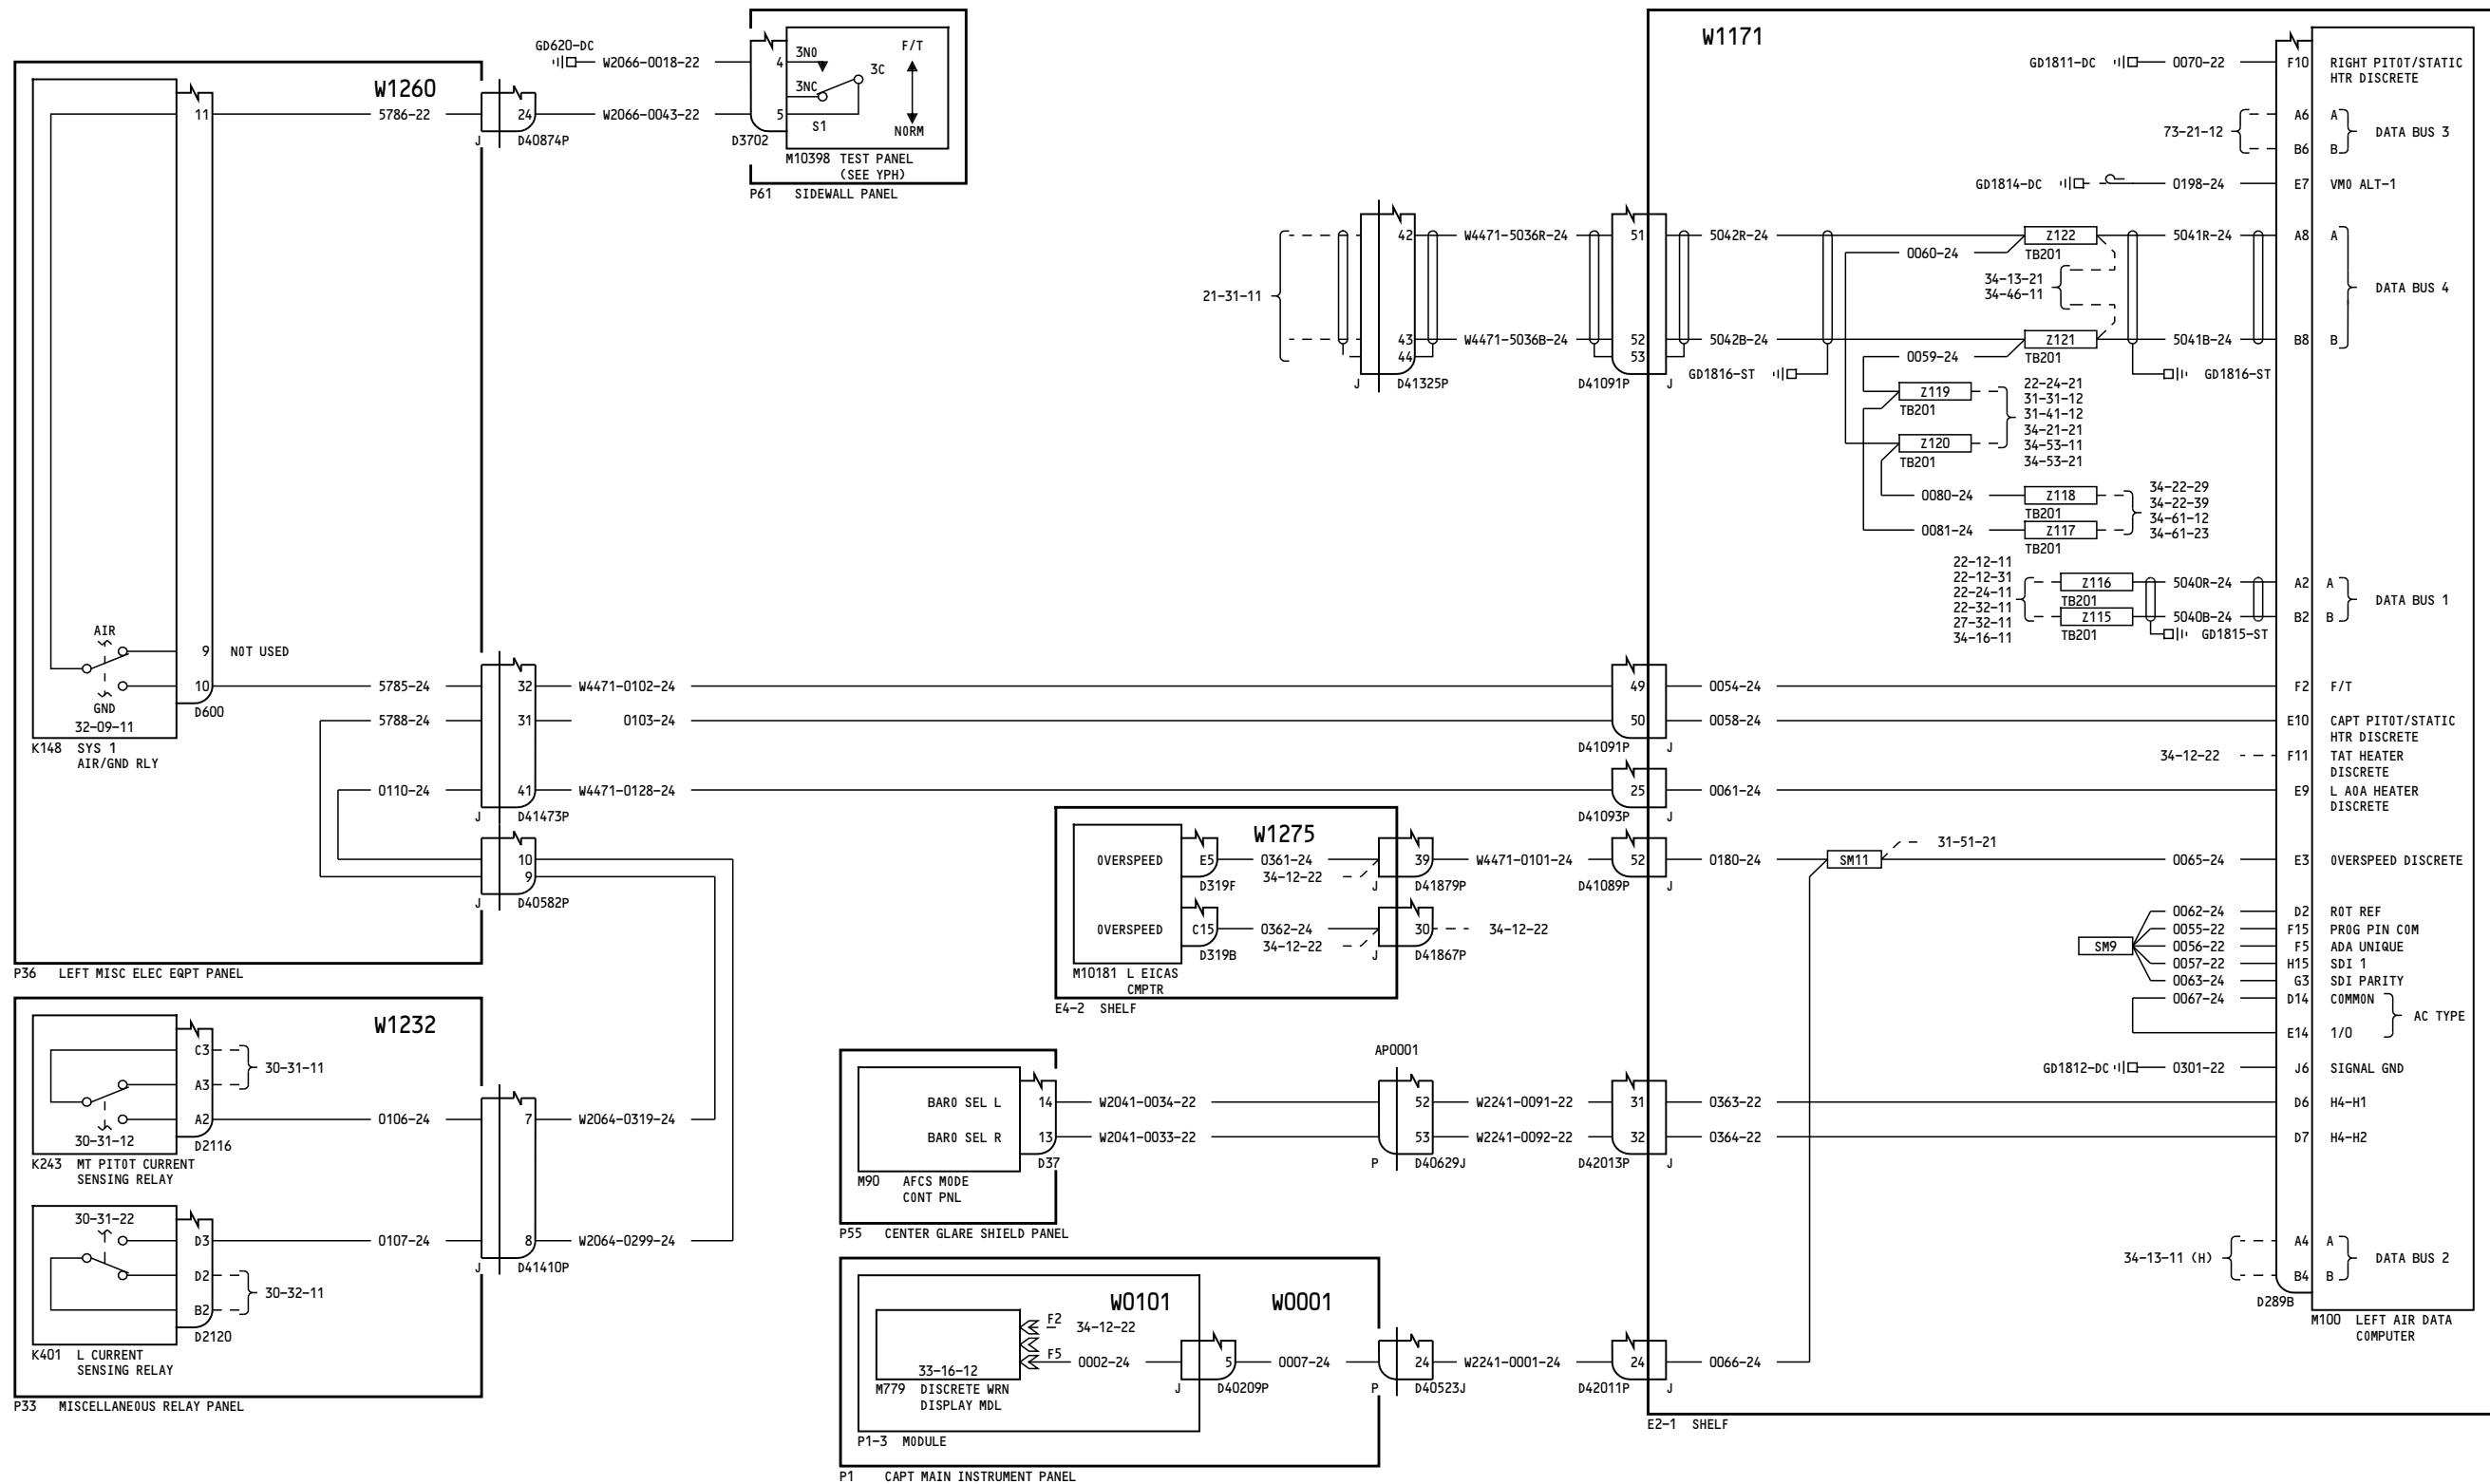 W1260
11
5786-22
24
J
D40874P
AIR
9
NOT USED
10
5785-24
GND
D600
32-09-11
K148 SYS 1
AIR/GND RLY
5788-24
0110-24
32
W4471-0102-24
31
0103-24
41
W4471-0128-24
J
D41473P
10
9
J
D40582P
P36 LEFT MISC ELEC EQPT PANEL
GD620-DC
W2066-0018-22
W2066-0043-22
4
3NO
F/T
3C
3NC
5
S1
NORM
D3702
M10398 TEST PANEL
(SEE YPH)
P61 SIDEWALL PANEL
W1232
C3
30-31-11
A3
A2
0106-24
7
W2064-0319-24
30-31-12
D2116
K243 MT PITOT CURRENT
SENSING RELAY
30-31-22
D3
0107-24
8
W2064-0299-24
D2
J
D41410P
30-32-11
B2
D2120
K401 L CURRENT
SENSING RELAY
P33 MISCELLANEOUS RELAY PANEL
21-31-11
42
W4471-5036R-24
51
43
W4471-5036B-24
52
44
53
J
D41325P
D41091P
J
49
50
D41091P
J
25
D41093P
J
W1275
OVERSPEED
E5
0361-24
39
W4471-0101-24
52
34-12-22
D319F
J
D41879P
D41089P
J
OVERSPEED
C15
0362-24
30
34-12-22
34-12-22
D319B
J
D41867P
M10181 L EICAS
CMPTR
E4-2 SHELF
AP0001
BARO SEL L
14
W2041-0034-22
52
W2241-0091-22
31
BARO SEL R
13
W2041-0033-22
53
W2241-0092-22
32
D37
P
D40629J
D42013P
J
M90 AFCS MODE
CONT PNL
P55 CENTER GLARE SHIELD PANEL
W0101
W0001
F2
34-12-22
F5
0002-24
5
0007-24
24
W2241-0001-24
24
33-16-12
J
D40209P
P
D40523J
D42011P
J
M779 DISCRETE WRN
DISPLAY MDL
P1-3 MODULE
P1 CAPT MAIN INSTRUMENT PANEL
W1171
GD1811-DC
0070-22
F10
RIGHT PITOT/STATIC
HTR DISCRETE
A6
A
73-21-12
DATA BUS 3
B6
B
GD1814-DC
0198-24
E7
VMO ALT-1
5042R-24
Z122
5041R-24
A8
A
0060-24
TB201
34-13-21
34-46-11
DATA BUS 4
5042B-24
Z121
5041B-24
B8
B
0059-24
TB201
GD1816-ST
GD1816-ST
Z119
TB201
22-24-21
31-31-12
31-41-12
34-21-21
34-53-11
34-53-21
Z120
TB201
0080-24
Z118
TB201
34-22-29
34-22-39
34-61-12
34-61-23
0081-24
Z117
TB201
22-12-11
22-12-31
22-24-11
22-32-11
27-32-11
34-16-11
Z116
5040R-24
A2
A
TB201
DATA BUS 1
Z115
5040B-24
B2
B
TB201
GD1815-ST
0054-24
F2
F/T
0058-24
E10
CAPT PITOT/STATIC
HTR DISCRETE
34-12-22
F11
TAT HEATER
DISCRETE
0061-24
E9
L AOA HEATER
DISCRETE
31-51-21
0180-24
SM11
0065-24
E3
OVERSPEED DISCRETE
0062-24
D2
ROT REF
0055-22
F15
PROG PIN COM
SM9
0056-22
F5
ADA UNIQUE
0057-22
H15
SDI 1
0063-24
G3
SDI PARITY
0067-24
D14
COMMON
AC TYPE
E14
1/0
GD1812-DC
0301-22
J6
SIGNAL GND
0363-22
D6
H4-H1
0364-22
D7
H4-H2
A4
A
34-13-11 (H)
DATA BUS 2
B4
B
D289B
M100 LEFT AIR DATA
COMPUTER
0066-24
E2-1 SHELF